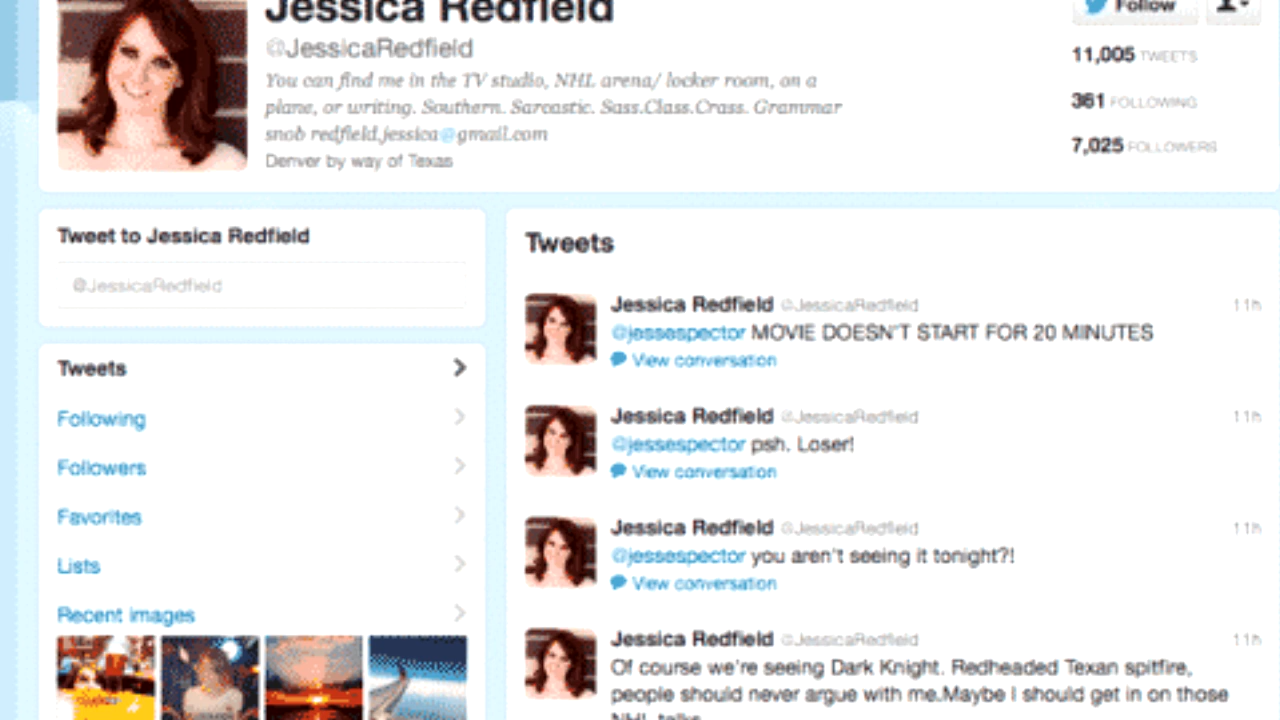 Jessica Redfield
@JessicaRedfield
You can find me in the TV studio, NHL arena/ locker room, on a
plane, or writing. Southern. Sarcastic. Sass.Class.Crass. Grammar
snob redfield.jessica@gmail.com
Denver by way of Texas
Follow
11,005 TWEETS
361 FOLLOWING
7,025 FOLLOWERS
Tweet to Jessica Redfield
@JessicaRedfield
Tweets
Following
Followers
Favorites
Lists
Recent images
Tweets
Jessica Redfield @JessicaRedfield 11h
@jessespector MOVIE DOESN'T START FOR 20 MINUTES
View conversation
Jessica Redfield @JessicaRedfield 11h
@jessespector psh. Loser!
View conversation
Jessica Redfield @JessicaRedfield 11h
@jessespector you aren't seeing it tonight?!
View conversation
Jessica Redfield @JessicaRedfield 11h
Of course we're seeing Dark Knight. Redheaded Texan spitfire,
people should never argue with me.Maybe I should get in on those
NHL talks